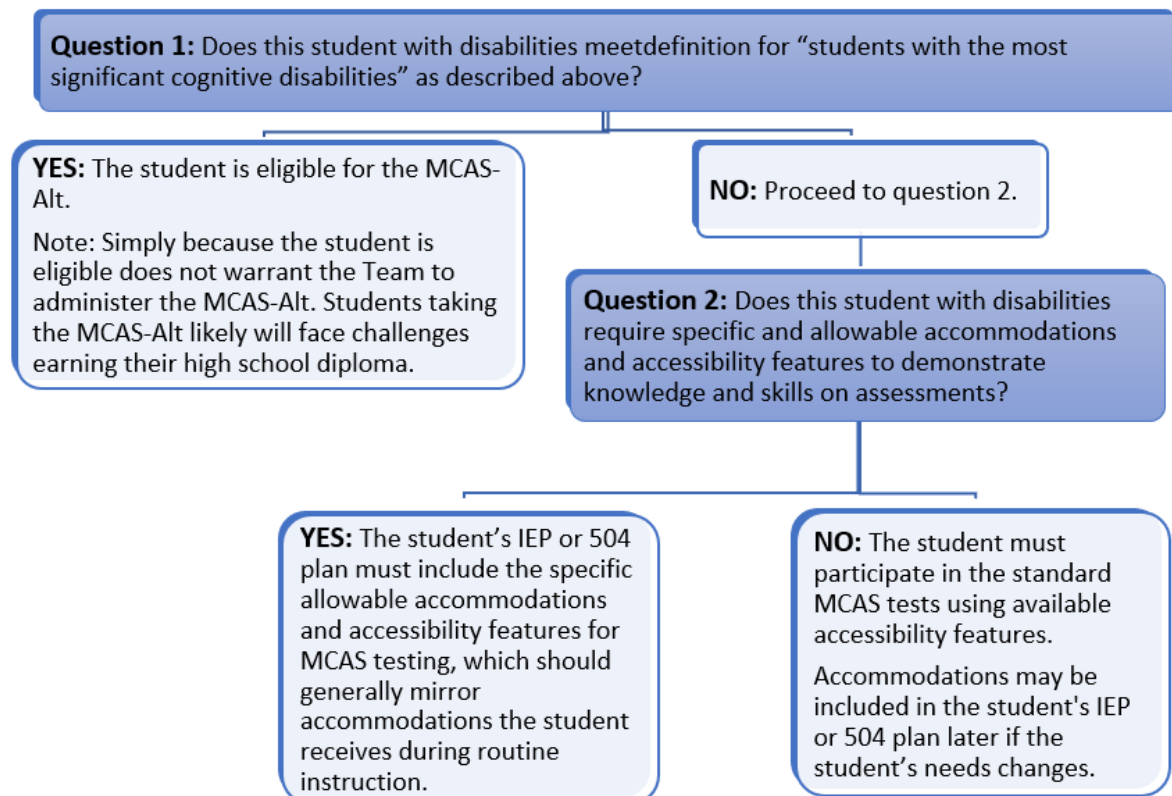 Question 1: Does this student with disabilities meetdefinition for “students with the most
significant cognitive disabilities” as described above?
YES: The student is eligible for the MCAS-
Alt.
Note: Simply because the student is
eligible does not warrant the Team to
administer the MCAS-Alt. Students taking
the MCAS-Alt likely will face challenges
earning their high school diploma.
NO: Proceed to question 2.
Question 2: Does this student with disabilities
require specific and allowable accommodations
and accessibility features to demonstrate
knowledge and skills on assessments?
YES: The student’s IEP or 504
plan must include the specific
allowable accommodations
and accessibility features for
MCAS testing, which should
generally mirror
accommodations the student
receives during routine
instruction.
NO: The student must
participate in the standard
MCAS tests using available
accessibility features.
Accommodations may be
included in the student's IEP
or 504 plan later if the
student’s needs changes.